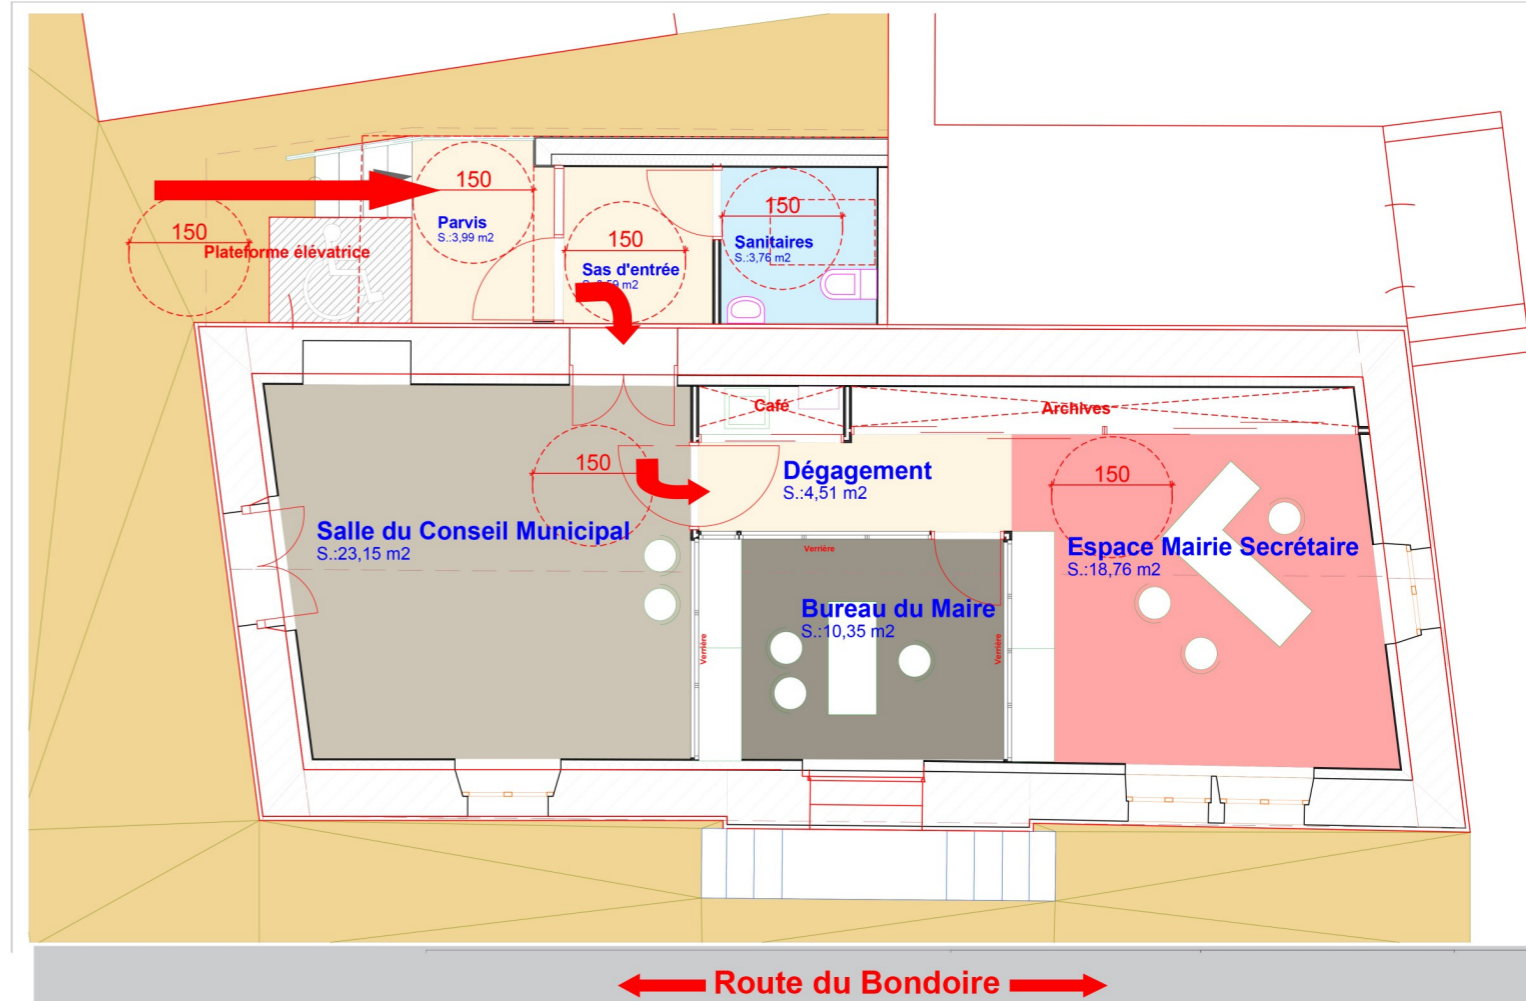 150
Parvis
S.:3,99 m2
150
Plateforme élévatrice
150
Sas d'entrée
m2
150
Sanitaires
S.:3,76 m2
Café
Archives
150
Dégagement
S.:4,51 m2
150
Salle du Conseil Municipal
S.:23,15 m2
Espace Mairie Secrétaire
S.:18,76 m2
Verrière
Bureau du Maire
S.:10,35 m2
Verrière
Verrière
Route du Bondoire